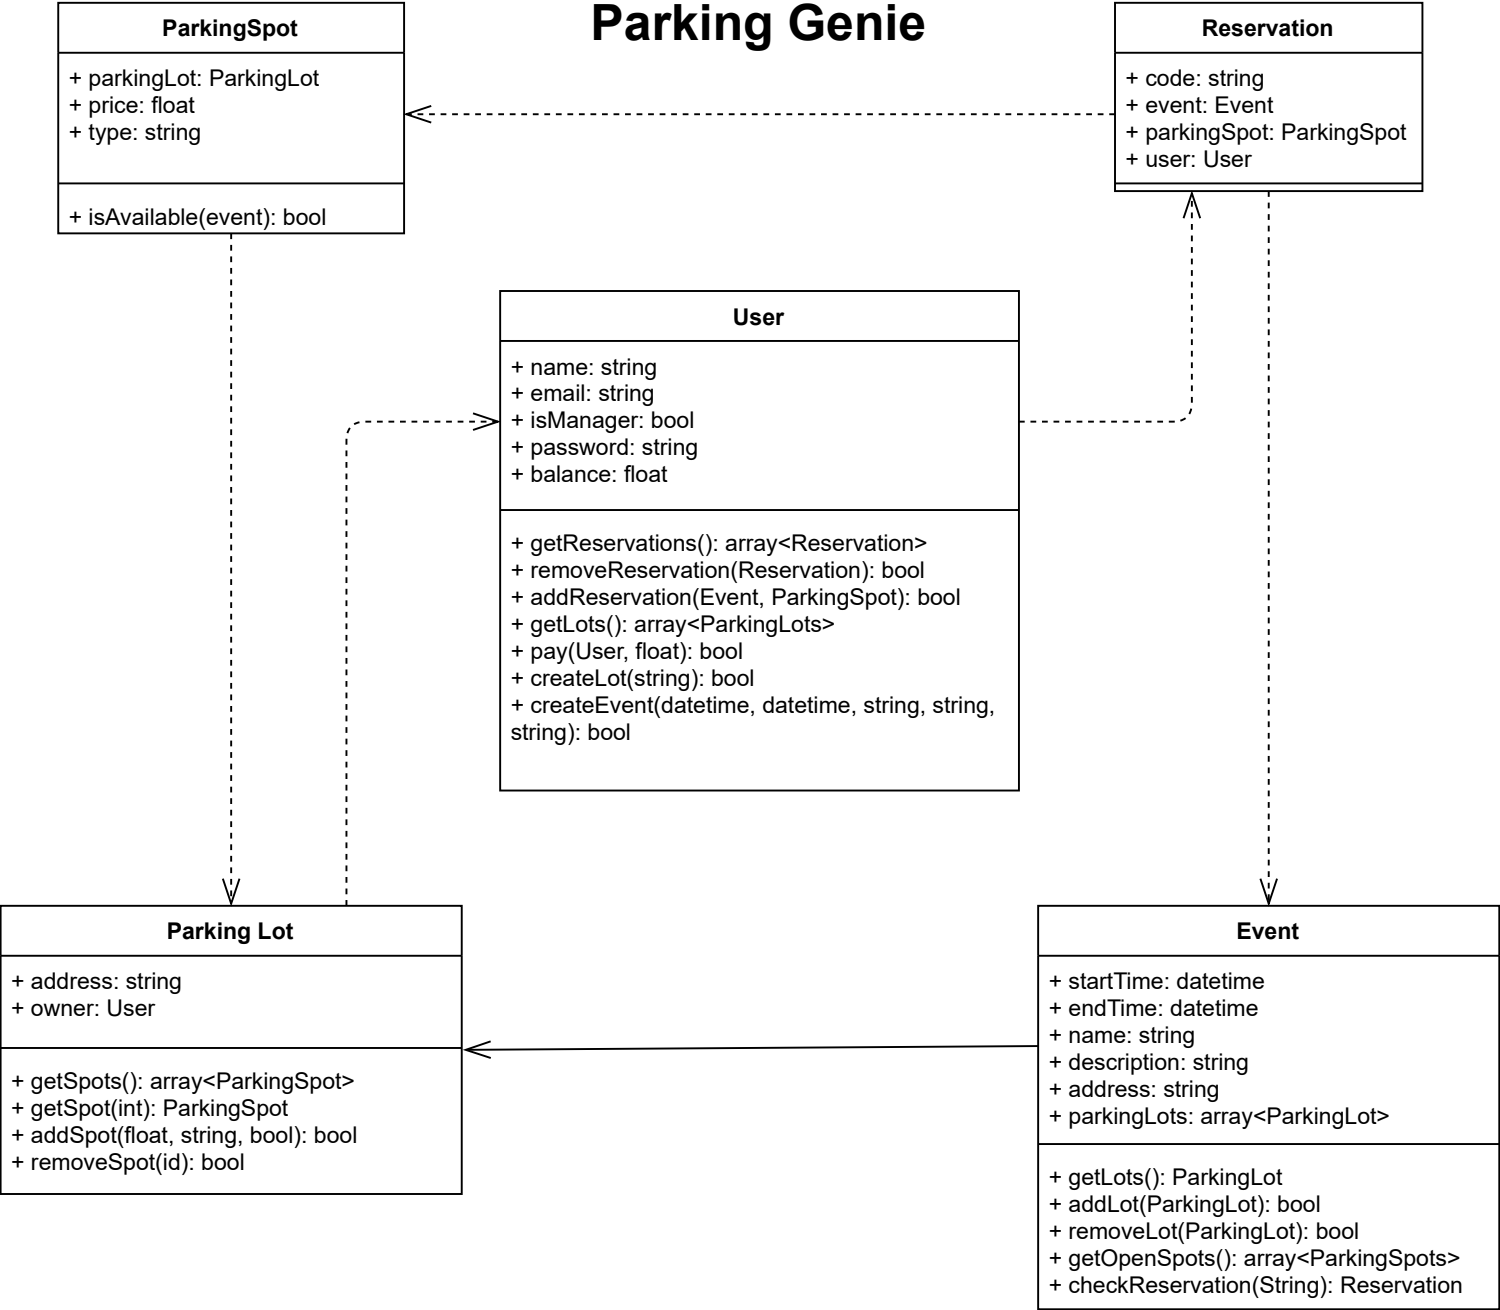 Parking Genie
ParkingSpot
+ parkingLot: ParkingLot
+ price: float
+ type: string
+ isAvailable(event): bool
Reservation
+ code: string
+ event: Event
+ parkingSpot: ParkingSpot
+ user: User
User
+ name: string
+ email: string
+ isManager: bool
+ password: string
+ balance: float
+ getReservations(): array<Reservation>
+ removeReservation(Reservation): bool
+ addReservation(Event, ParkingSpot): bool
+ getLots(): array<ParkingLots>
+ pay(User, float): bool
+ createLot(string): bool
+ createEvent(datetime, datetime, string, string,
string): bool
Parking Lot
+ address: string
+ owner: User
+ getSpots(): array<ParkingSpot>
+ getSpot(int): ParkingSpot
+ addSpot(float, string, bool): bool
+ removeSpot(id): bool
Event
+ startTime: datetime
+ endTime: datetime
+ name: string
+ description: string
+ address: string
+ parkingLots: array<ParkingLot>
+ getLots(): ParkingLot
+ addLot(ParkingLot): bool
+ removeLot(ParkingLot): bool
+ getOpenSpots(): array<ParkingSpots>
+ checkReservation(String): Reservation